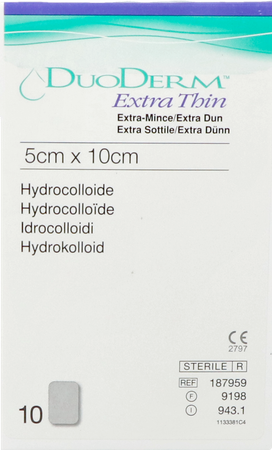 DUODERM™
Extra Thin
Extra-Mince/Extra Dun
Extra Sottile/Extra Dünn
5cm x 10cm
Hydrocolloide
Hydrocolloïde
Idrocolloidi
Hydrokolloid
CE
2797
STERILE R
REF 187959
F 9198
I 943.1
1133381C4
10